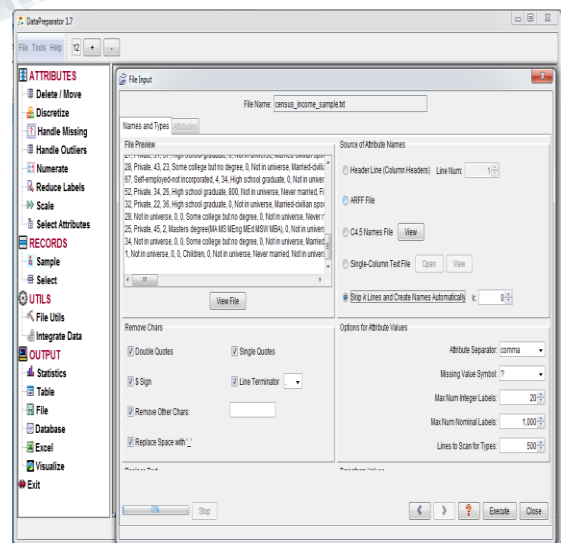 DataPreparator 1.7
File Tools Help 12 + -
ATTRIBUTES
Delete / Move
Discretize
Handle Missing
Handle Outliers
Numerate
Reduce Labels
Scale
Select Attributes
RECORDS
Sample
Select
UTILS
File Utils
Integrate Data
OUTPUT
Statistics
Table
File
Database
Excel
Visualize
Exit
File Input
File Name: census_income_sample.txt
Names and Types Attributes
File Preview
28, Private, 43, 23, Some college but no degree, 0, Not in universe, Married-civilia
67, Self-employed-not incorporated, 4, 34, High school graduate, 0, Not in univer
52, Private, 34, 26, High school graduate, 800, Not in universe, Never married, Fi
32, Private, 22, 36, High school graduate, 0, Not in universe, Married-civilian spou
28, Not in universe, 0, 0, Some college but no degree, 0, Not in universe, Never r
25, Private, 45, 2, Masters degree(MA MS MEng MEd MSW MBA), 0, Not in univers
34, Not in universe, 0, 0, Some college but no degree, 0, Not in universe, Married
1, Not in universe, 0, 0, Children, 0, Not in universe, Never married, Not in univers
View File
Source of Attribute Names
Header Line (Column Headers) Line Num: 1
ARFF File
C4.5 Names File View
Single-Column Text File Open View
Skip k Lines and Create Names Automatically k: 0
Remove Chars
Double Quotes Single Quotes
$ Sign Line Terminator .
Remove Other Chars:
Replace Space with '_'
Options for Attribute Values
Attribute Separator: comma
Missing Value Symbol: ?
Max Num Integer Labels: 20
Max Num Nominal Labels: 1,000
Lines to Scan for Types: 500
0% Stop
? Execute Close